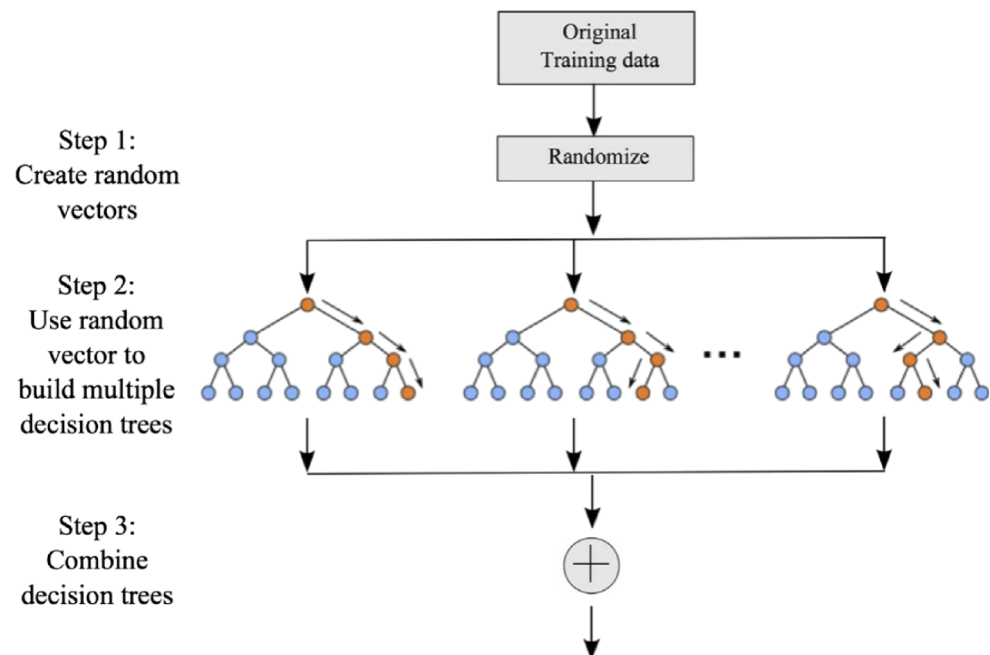 Original
Training data
Step 1:
Create random
vectors
Randomize
Step 2:
Use random
vector to
build multiple
decision trees
...
Step 3:
Combine
decision trees
+